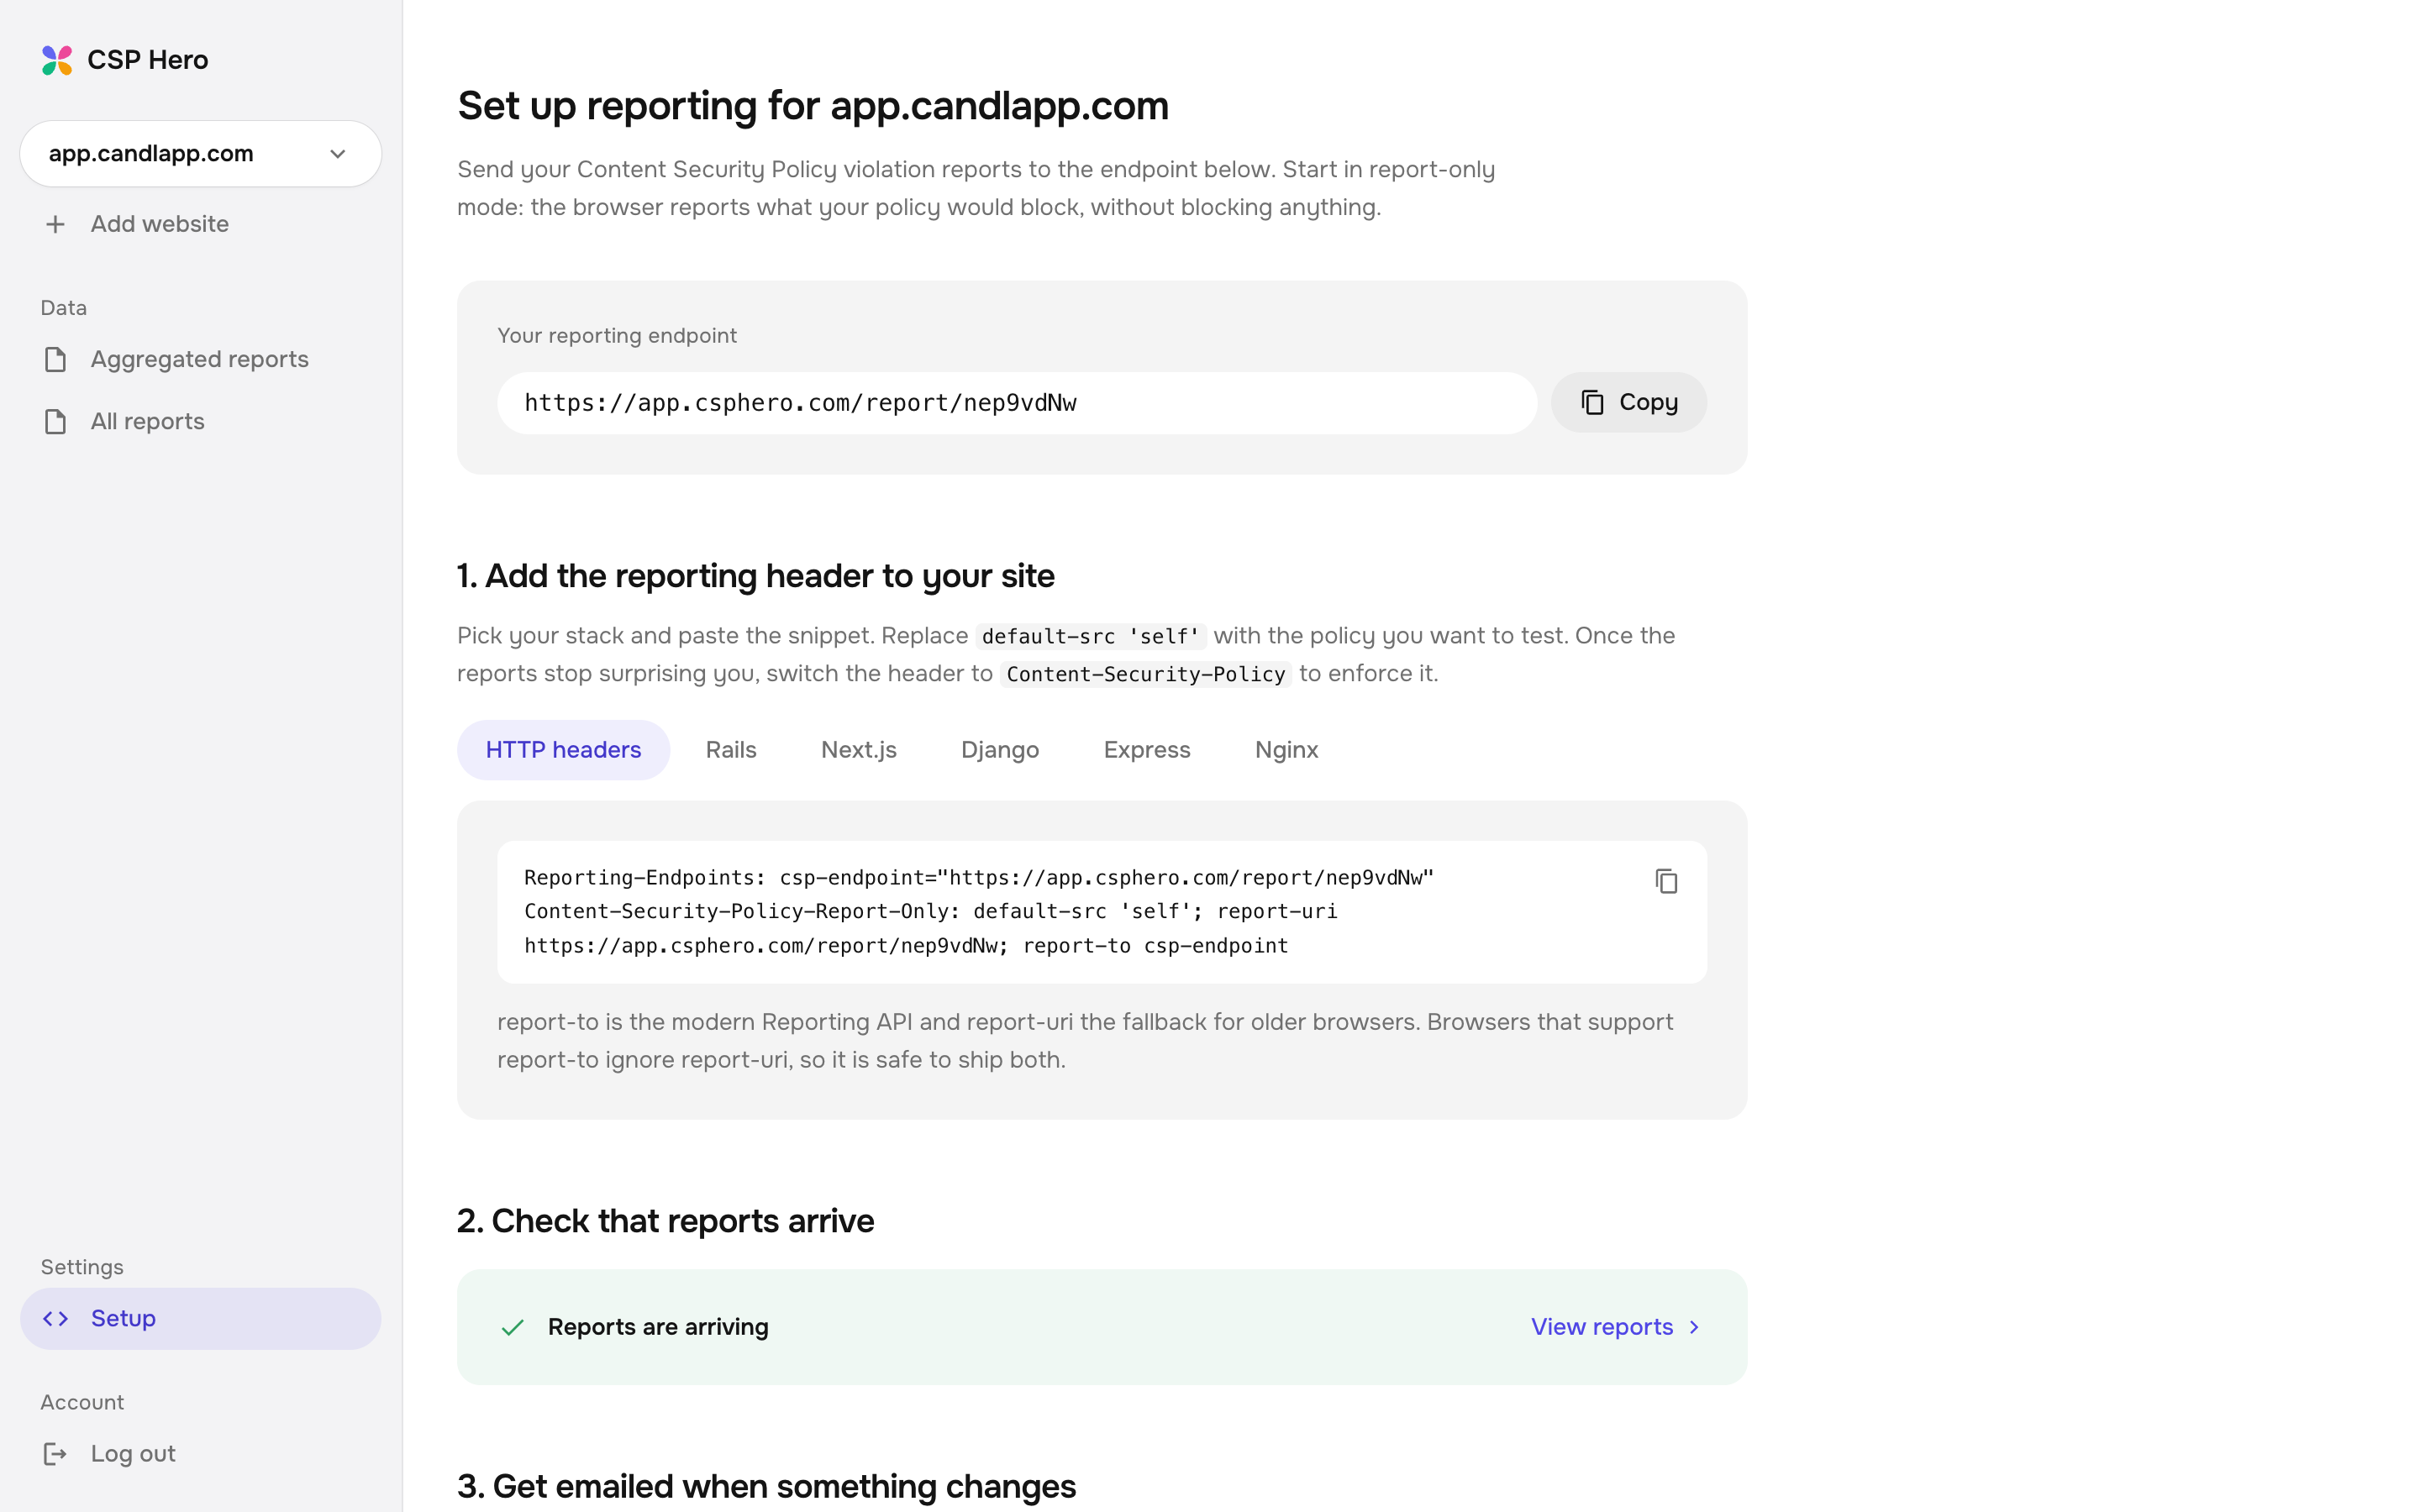 CSP Hero
app.candlapp.com
Add website
Data
Aggregated reports
All reports
Settings
Setup
Account
Log out
Set up reporting for app.candlapp.com
Send your Content Security Policy violation reports to the endpoint below. Start in report-only
mode: the browser reports what your policy would block, without blocking anything.
Your reporting endpoint
https://app.csphero.com/report/nep9vdNw
Copy
1. Add the reporting header to your site
Pick your stack and paste the snippet. Replace default-src 'self' with the policy you want to test. Once the
reports stop surprising you, switch the header to Content-Security-Policy to enforce it.
HTTP headers Rails Next.js Django Express Nginx
Reporting-Endpoints: csp-endpoint="https://app.csphero.com/report/nep9vdNw"
Content-Security-Policy-Report-Only: default-src 'self'; report-uri
https://app.csphero.com/report/nep9vdNw; report-to csp-endpoint
report-to is the modern Reporting API and report-uri the fallback for older browsers. Browsers that support
report-to ignore report-uri, so it is safe to ship both.
2. Check that reports arrive
Reports are arriving
View reports
3. Get emailed when something changes